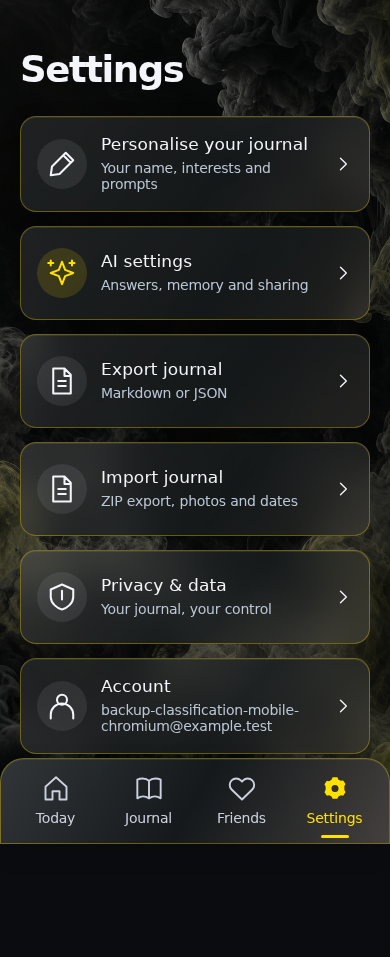 Settings
Personalise your journal
Your name, interests and
prompts
AI settings
Answers, memory and sharing
Export journal
Markdown or JSON
Import journal
ZIP export, photos and dates
Privacy & data
Your journal, your control
Account
backup-classification-mobile-
chromium@example.test
Today
Journal
Friends
Settings